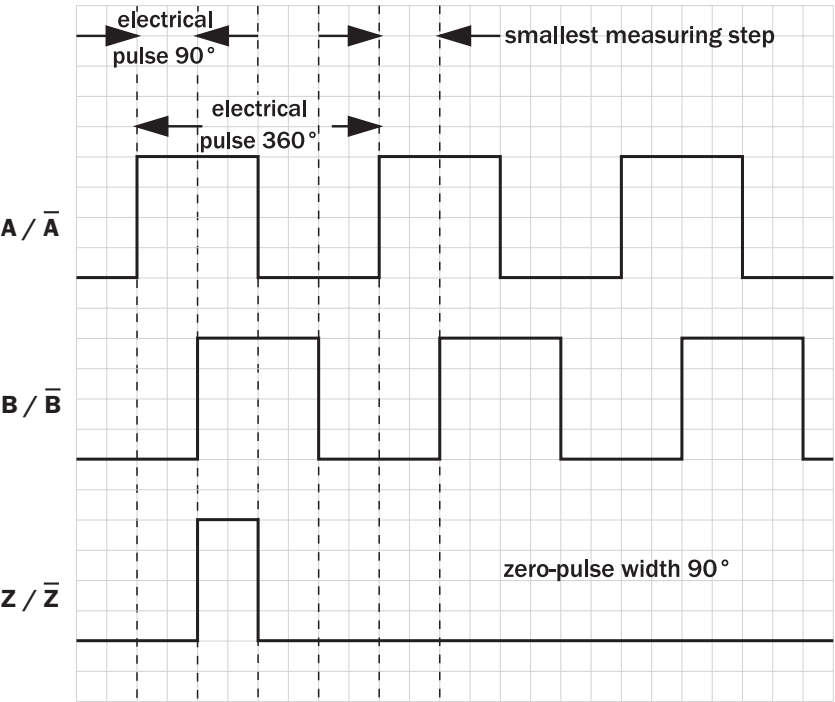 electrical
pulse 90°
smallest measuring step
electrical
pulse 360°
A / A̅
B / B̅
zero-pulse width 90°
Z / Z̅